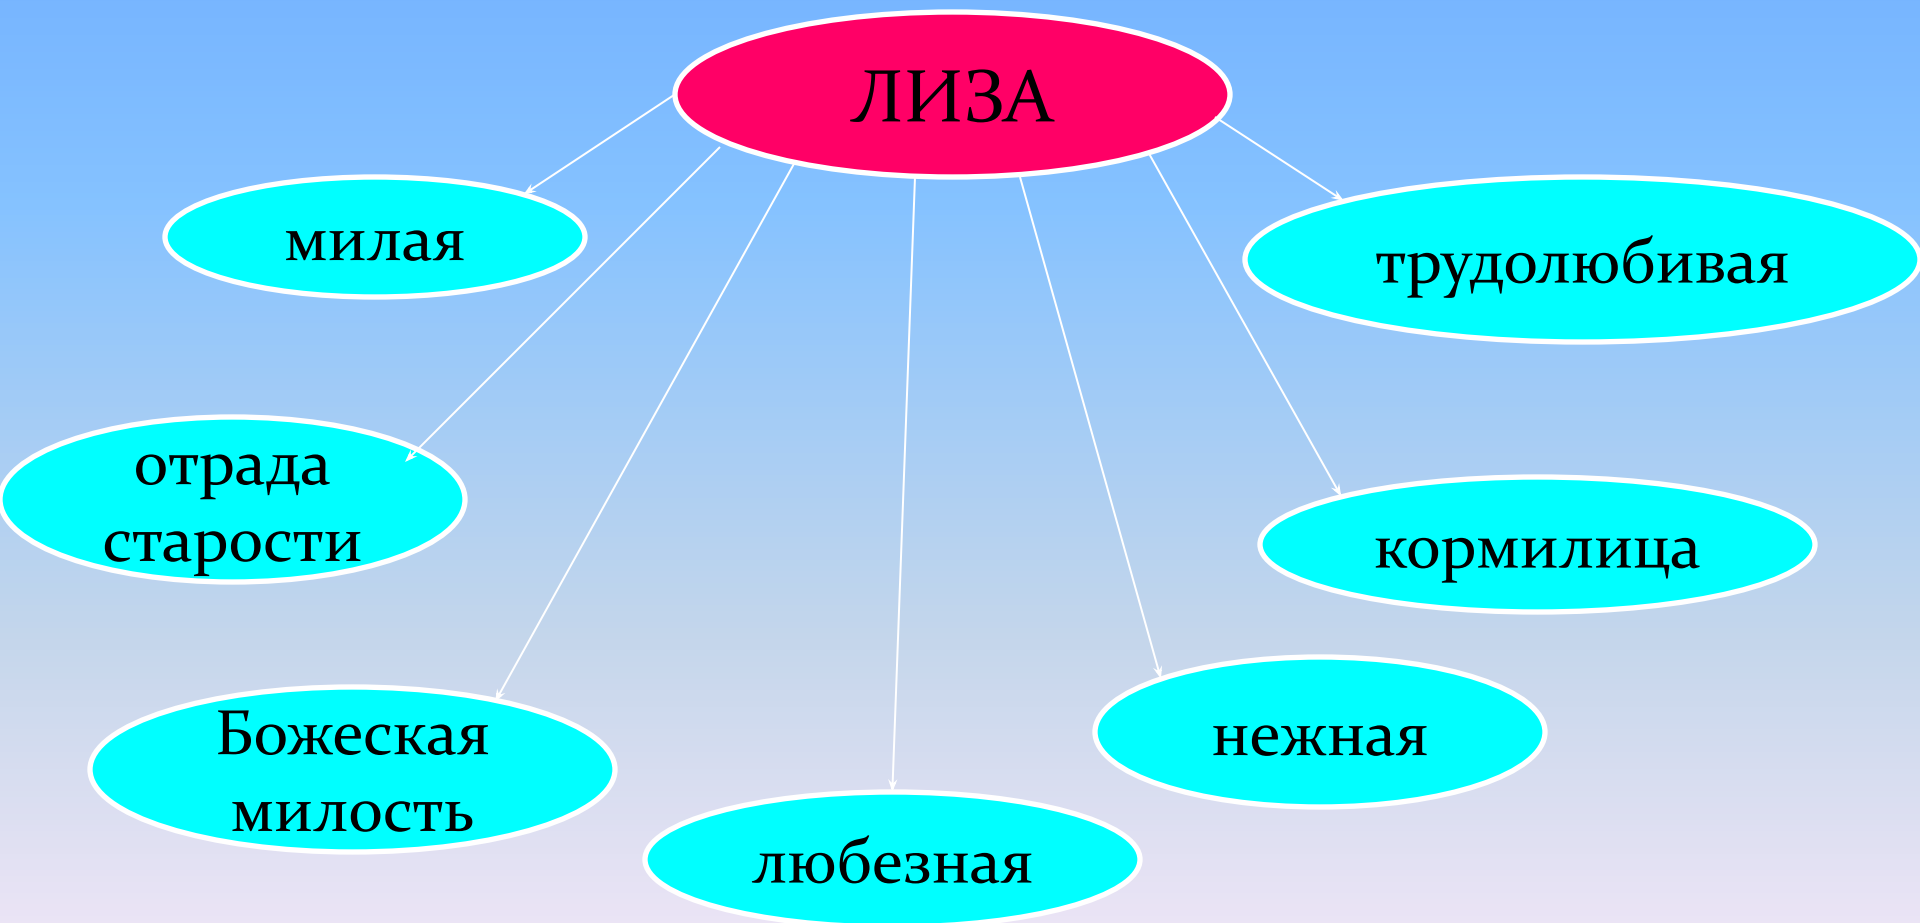 ЛИЗА
милая
трудолюбивая
отрада
старости
кормилица
Божеская
милость
нежная
любезная